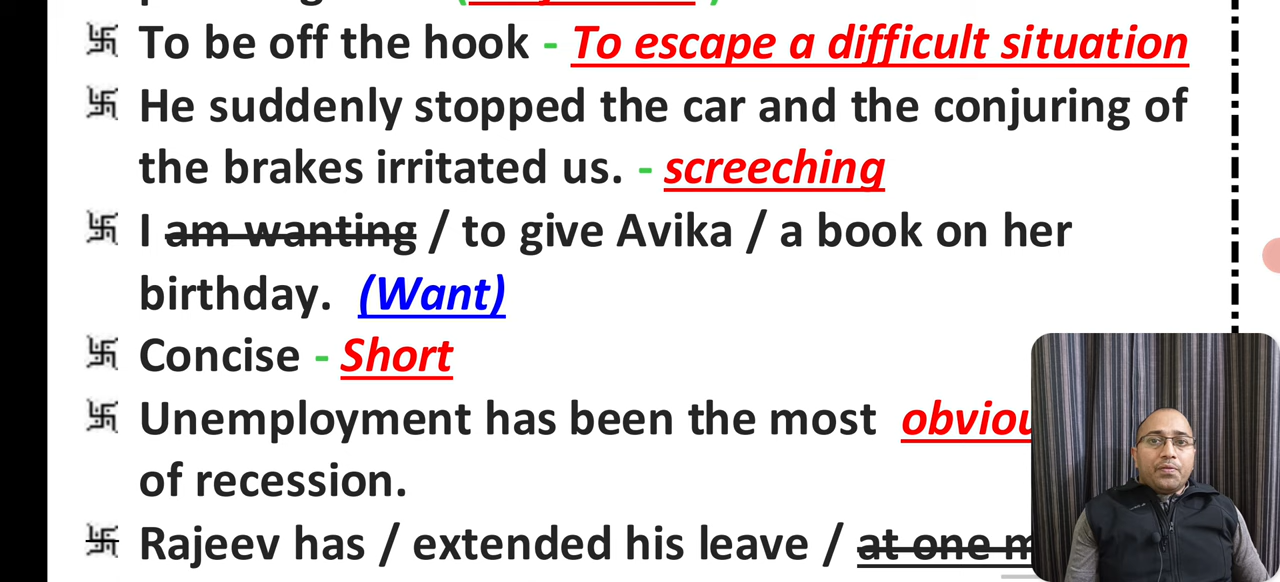 To be off the hook - To escape a difficult situation
He suddenly stopped the car and the conjuring of
the brakes irritated us. - screeching
I am wanting / to give Avika / a book on her
birthday. (Want)
Concise - Short
Unemployment has been the most
of recession.
Rajeev has / extended his leave / at one